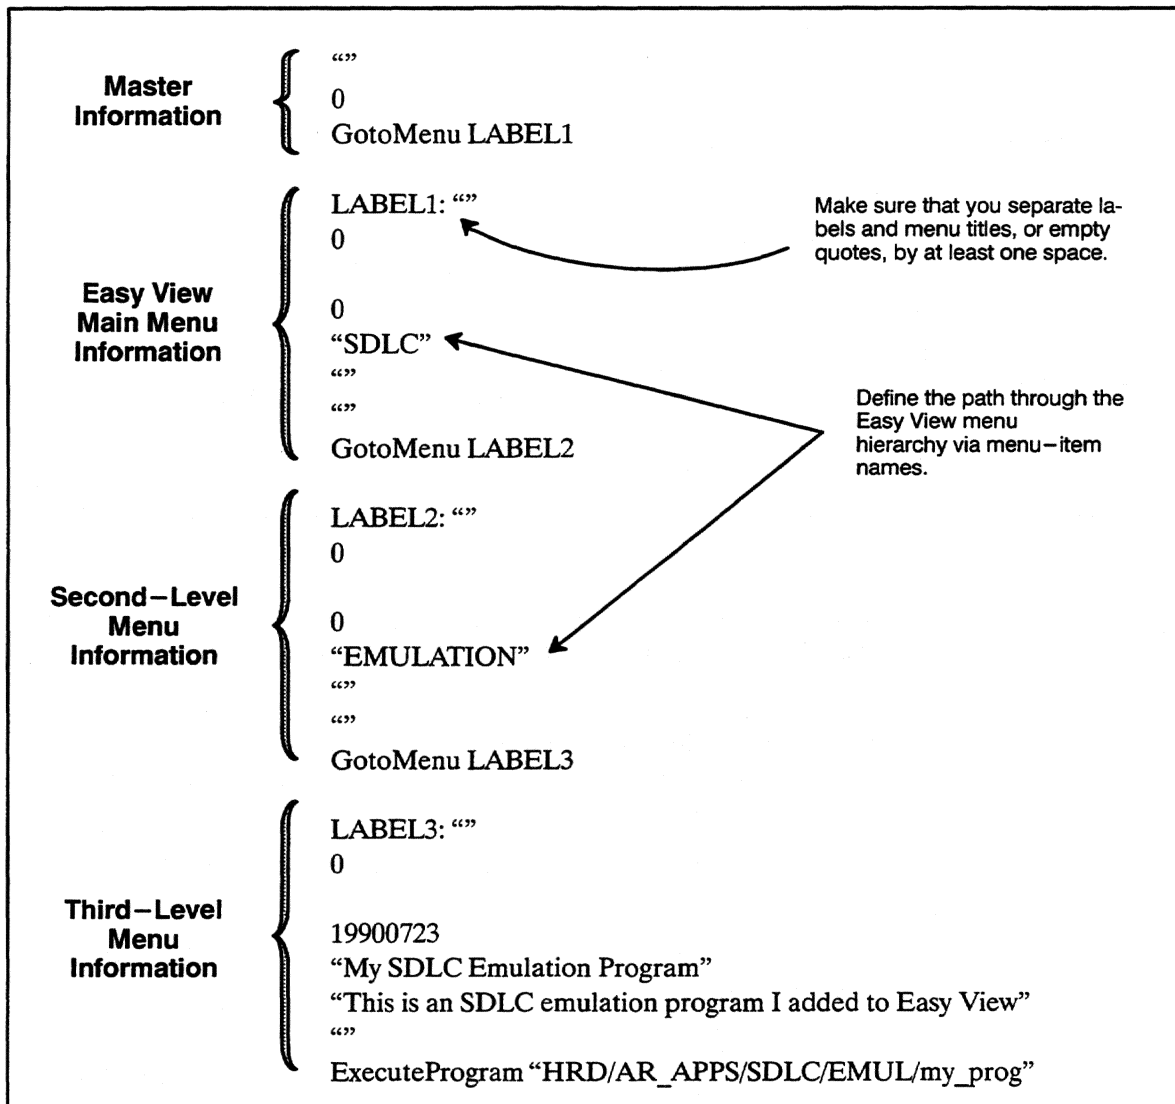 Master
Information
“”
0
GotoMenu LABEL1
Easy View
Main Menu
Information
LABEL1: “”
0
0
“SDLC”
“”
“”
GotoMenu LABEL2
Make sure that you separate la-
bels and menu titles, or empty
quotes, by at least one space.
Define the path through the
Easy View menu
hierarchy via menu—item
names.
Second—Level
Menu
Information
LABEL2: “”
0
0
“EMULATION”
“”
“”
GotoMenu LABEL3
Third—Level
Menu
Information
LABEL3: “”
0
19900723
“My SDLC Emulation Program”
“This is an SDLC emulation program I added to Easy View”
“”
ExecuteProgram “HRD/AR_APPS/SDLC/EMUL/my_prog”